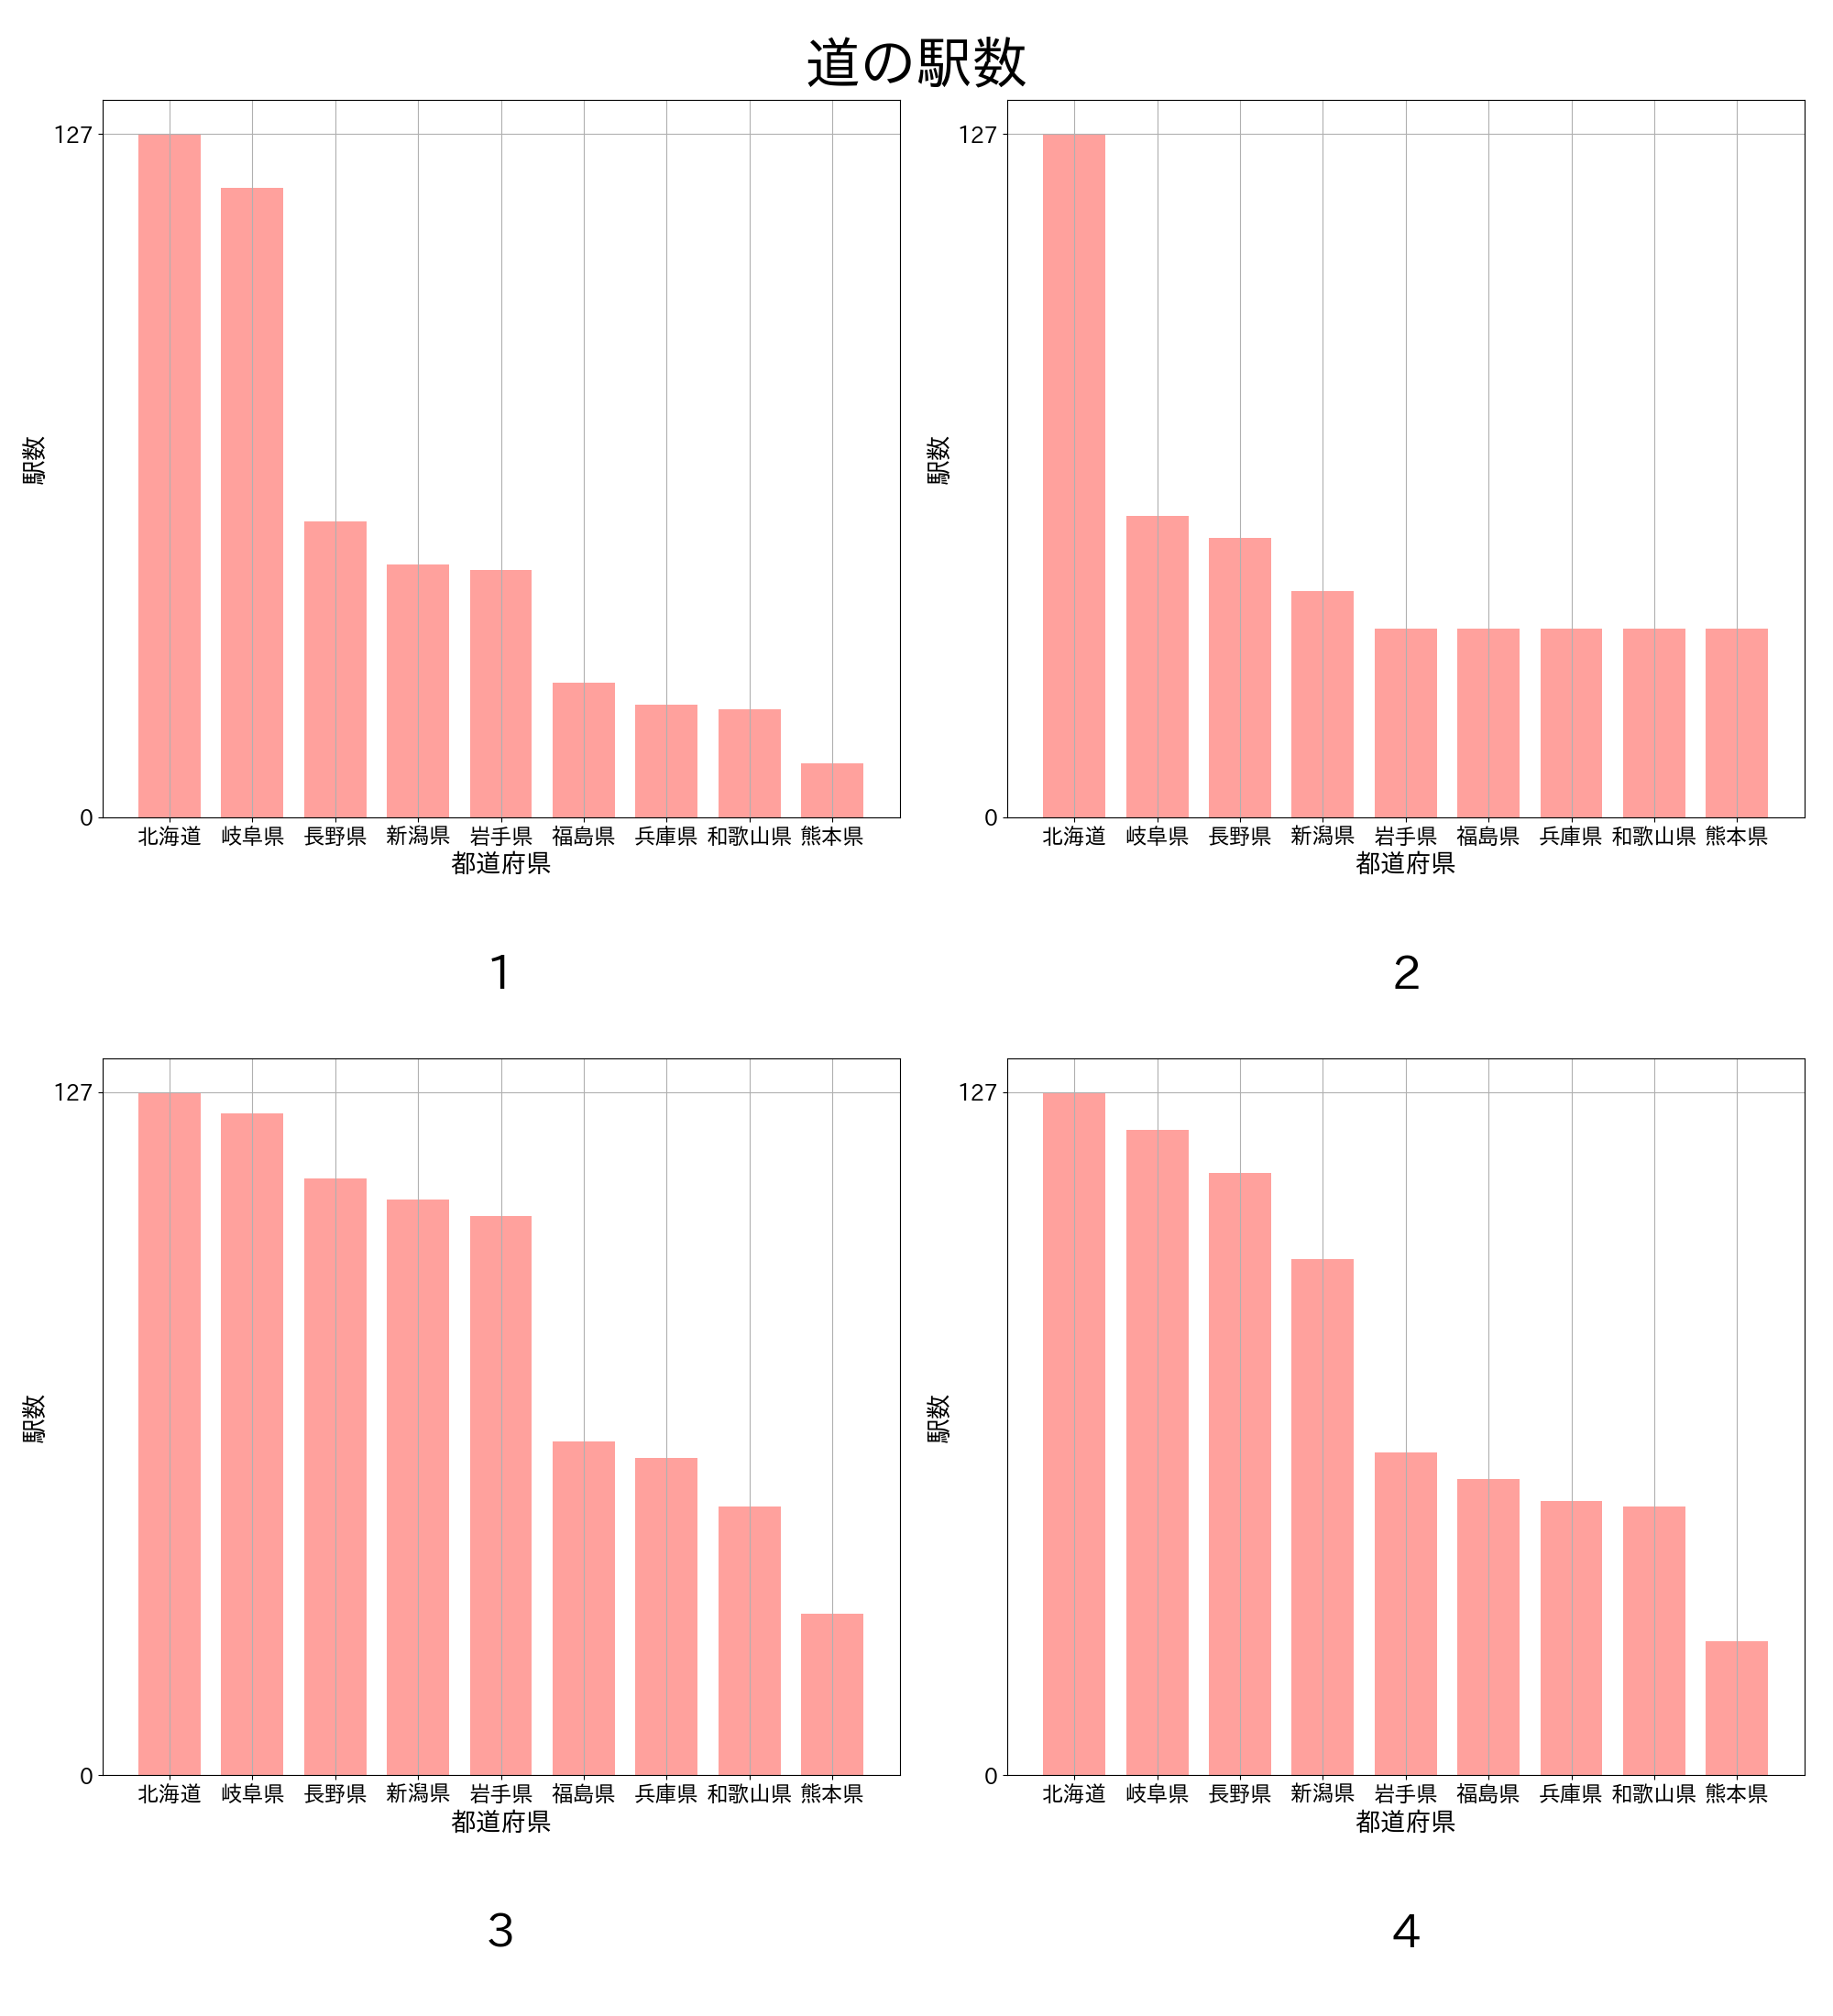 道の駅数
127
0
駅数
北海道 岐阜県 長野県 新潟県 岩手県 福島県 兵庫県 和歌山県 熊本県
都道府県
1
127
0
駅数
北海道 岐阜県 長野県 新潟県 岩手県 福島県 兵庫県 和歌山県 熊本県
都道府県
2
127
0
駅数
北海道 岐阜県 長野県 新潟県 岩手県 福島県 兵庫県 和歌山県 熊本県
都道府県
3
127
0
駅数
北海道 岐阜県 長野県 新潟県 岩手県 福島県 兵庫県 和歌山県 熊本県
都道府県
4